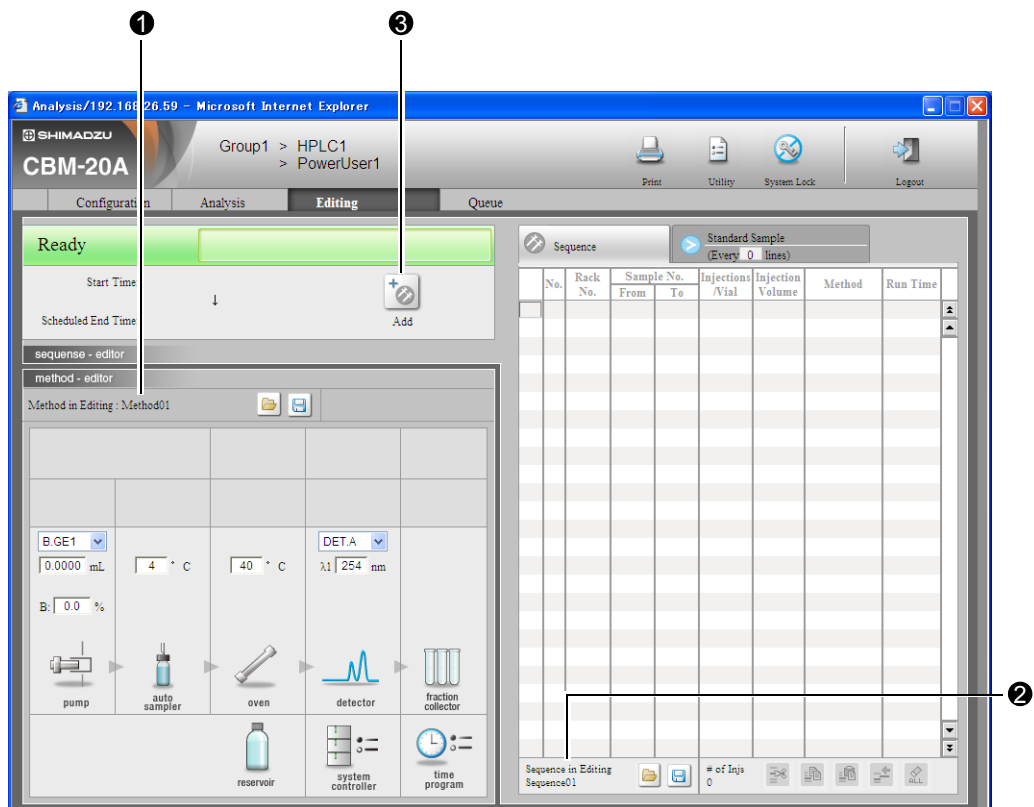 ❶ ❸
Analysis/192.168.26.59 - Microsoft Internet Explorer
SHIMADZU
CBM-20A
Group1 > HPLC1
> PowerUser1
Print Utility System Lock Logout
Configuration Analysis Editing Queue
Ready
Start Time:
↓
Scheduled End Time:
Add
sequense - editor
method - editor
Method in Editing : Method01
B.GE1 DET.A
0.0000 mL 4 ° C 40 ° C λ1 254 nm
B: 0.0 %
pump auto sampler oven detector fraction collector
reservoir system controller time program
Sequence
Standard Sample
(Every 0 lines)
No. Rack No. Sample No. Injections /Vial Injection Volume Method Run Time
From To
❷
Sequence in Editing
Sequence01
# of Injs
0
ALL